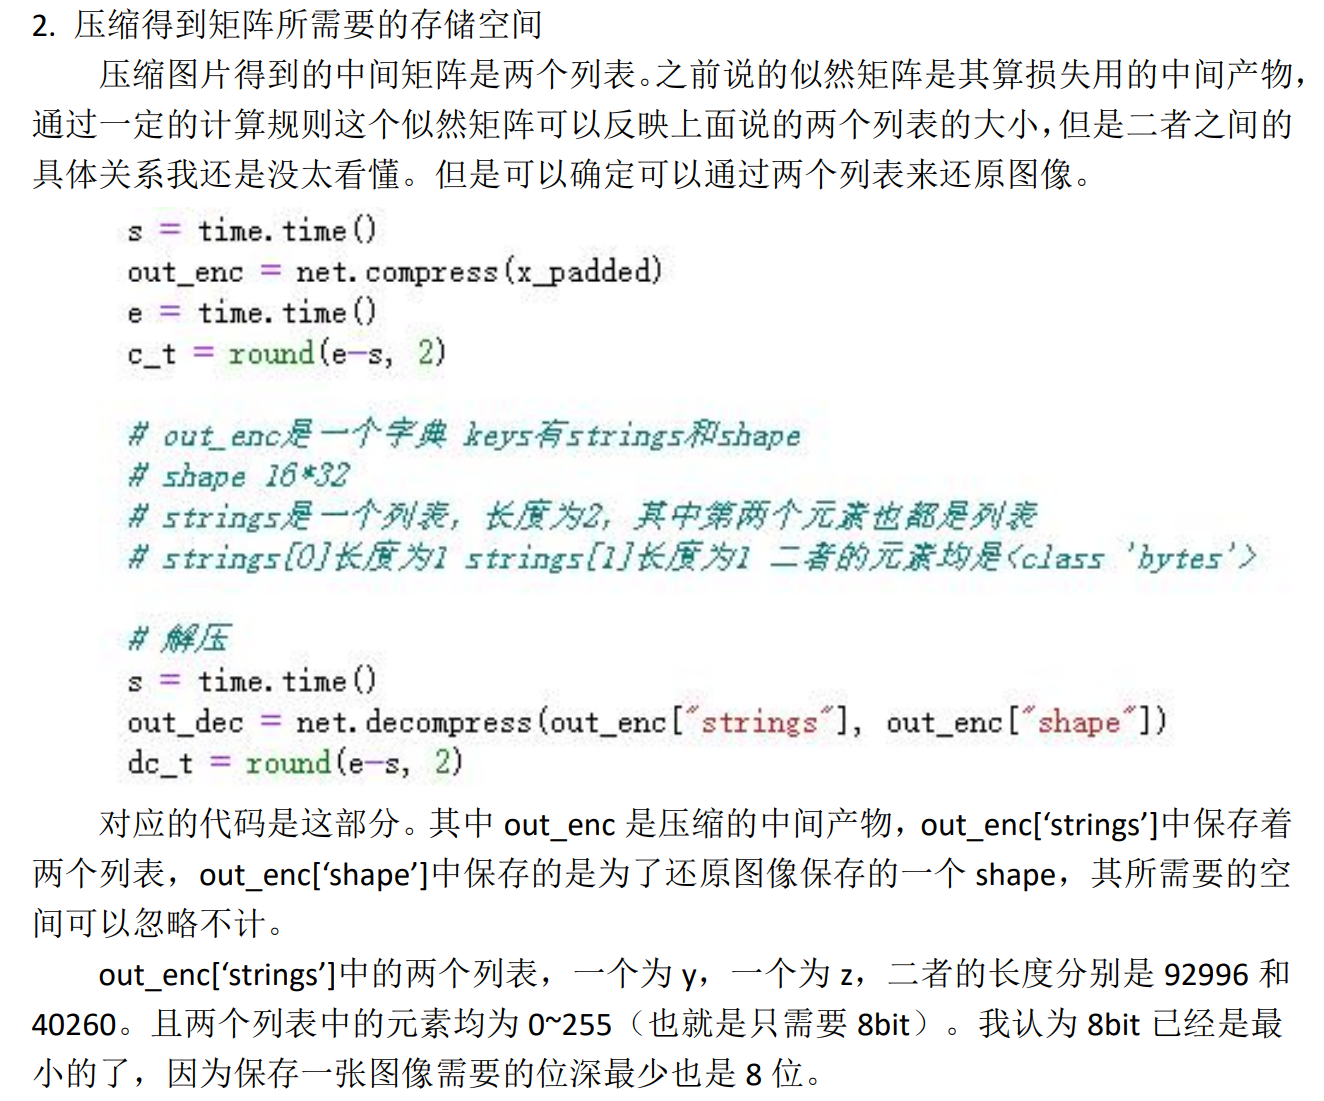 2. 压缩得到矩阵所需要的存储空间
压缩图片得到的中间矩阵是两个列表。之前说的似然矩阵是其算损失用的中间产物，
通过一定的计算规则这个似然矩阵可以反映上面说的两个列表的大小，但是二者之间的
具体关系我还是没太看懂。但是可以确定可以通过两个列表来还原图像。
s = time.time()
out_enc = net.compress(x_padded)
e = time.time()
c_t = round(e-s, 2)
# out_enc是一个字典 keys有strings和shape
# shape 16*32
# strings是一个列表，长度为2，其中第两个元素也都是列表
# strings[0]长度为1 strings[1]长度为1 二者的元素均是<class 'bytes'>
# 解压
s = time.time()
out_dec = net.decompress(out_enc["strings"], out_enc["shape"])
dc_t = round(e-s, 2)
对应的代码是这部分。其中 out_enc 是压缩的中间产物，out_enc[‘strings’]中保存着
两个列表，out_enc[‘shape’]中保存的是为了还原图像保存的一个 shape，其所需要的空
间可以忽略不计。
out_enc[‘strings’]中的两个列表，一个为 y，一个为 z，二者的长度分别是 92996 和
40260。且两个列表中的元素均为 0~255（也就是只需要 8bit）。我认为 8bit 已经是最
小的了，因为保存一张图像需要的位深最少也是 8 位。